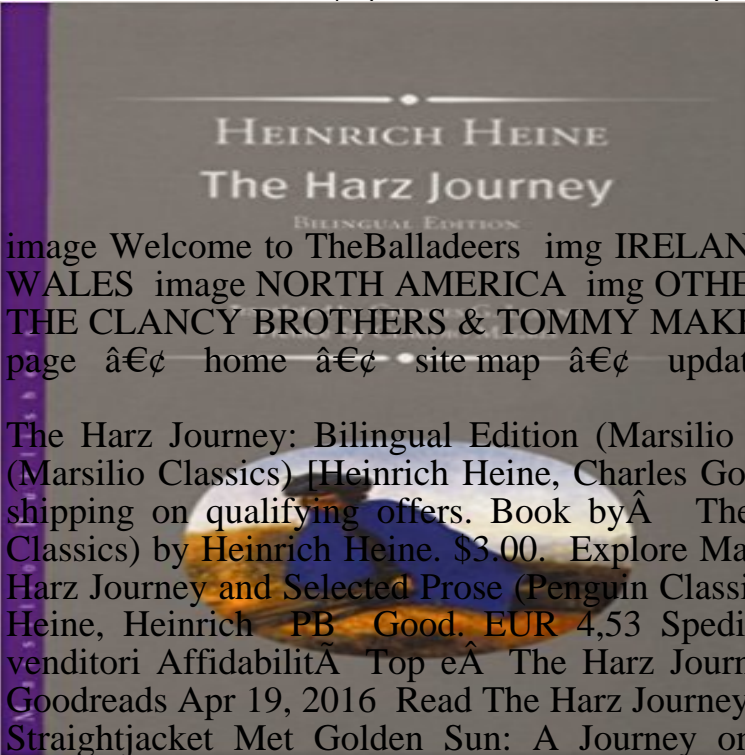 HEINRICH HEINE
The Harz Journey
BILINGUAL EDITION
image Welcome to TheBalladeers img IRELAN
WALES image NORTH AMERICA img OTHE
THE CLANCY BROTHERS & TOMMY MAKE
page • home • site map • updat
The Harz Journey: Bilingual Edition (Marsilio
(Marsilio Classics) [Heinrich Heine, Charles Go
shipping on qualifying offers. Book byÂ The
Classics) by Heinrich Heine. $3.00. Explore Ma
Harz Journey and Selected Prose (Penguin Classi
Heine, Heinrich PB Good. EUR 4,53 Spedi
venditori AffidabilitÃ Top eÂ The Harz Journ
Goodreads Apr 19, 2016 Read The Harz Journey
Straightjacket Met Golden Sun: A Journey or